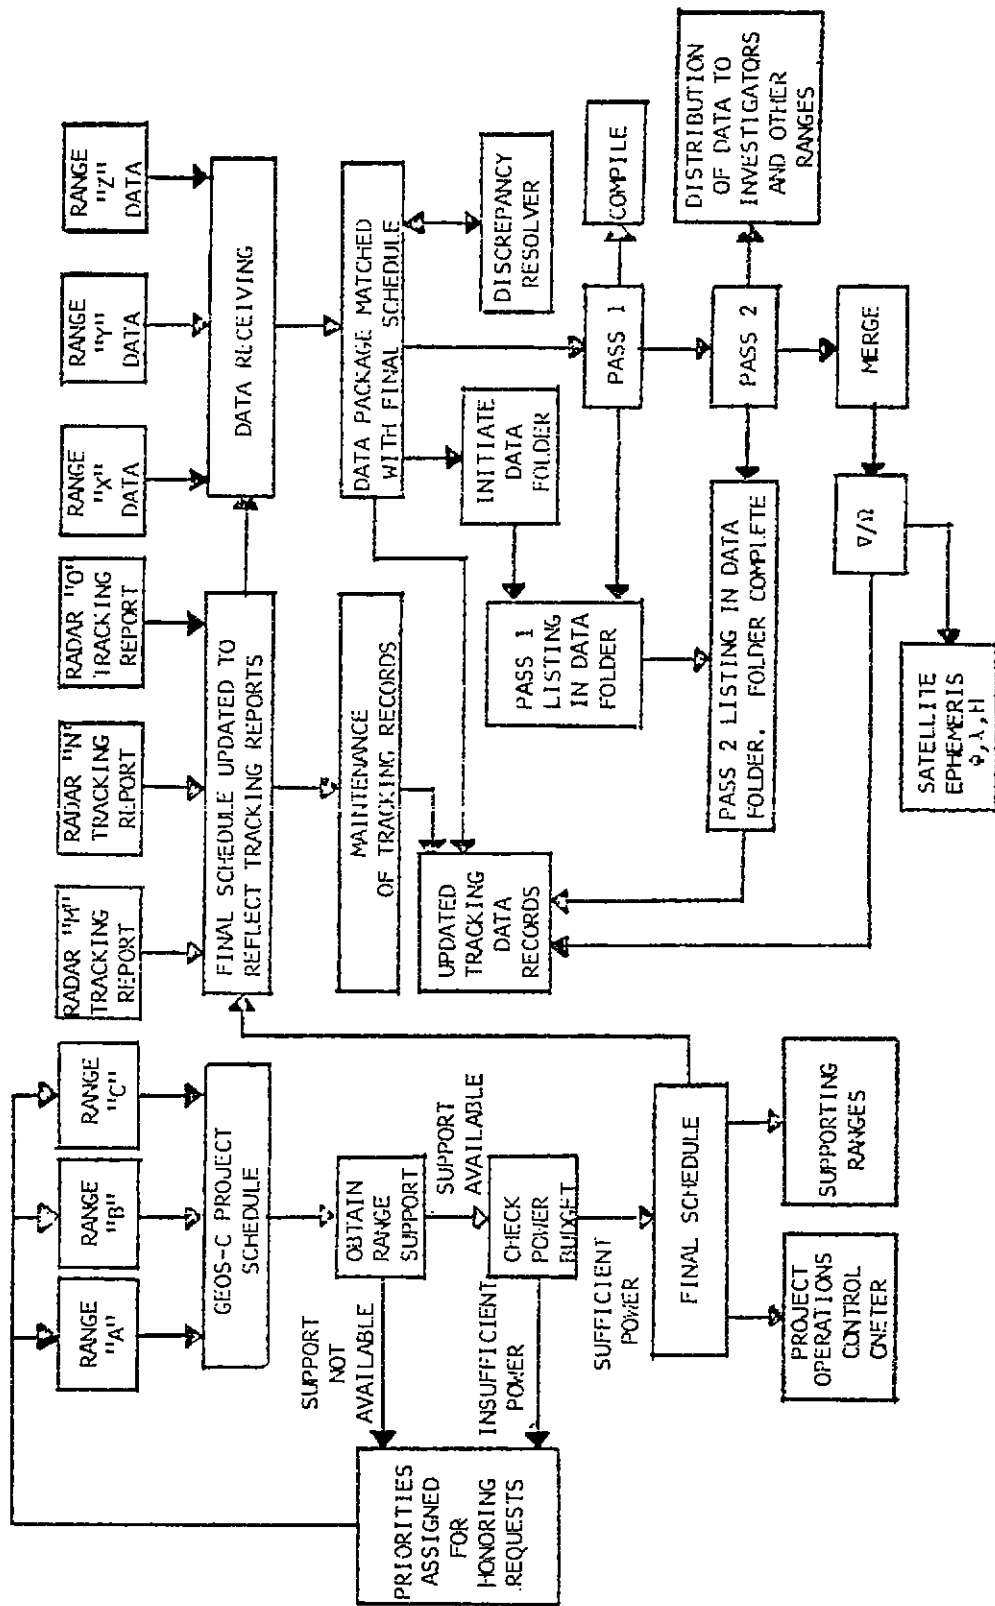 RANGE
"A"
RANGE
"B"
RANGE
"C"
GEOS-C PROJECT
SCHEDULE
OBTAIN
RANGE
SUPPORT
SUPPORT
NOT
AVAILABLE
SUPPORT
AVAILABLE
CHECK
POWER
BUDGET
INSUFFICIENT
POWER
SUFFICIENT
POWER
PRIORITIES
ASSIGNED
FOR
HONORING
REQUESTS
FINAL SCHEDULE
PROJECT
OPERATIONS
CONTROL
CNETER
SUPPORTING
RANGES
RADAR "M"
TRACKING
REPORT
RADAR "N"
TRACKING
REPORT
RADAR "O"
TRACKING
REPORT
FINAL SCHEDULE UPDATED TO
REFLECT TRACKING REPORTS
MAINTENANCE
OF TRACKING RECORDS
UPDATED
TRACKING
DATA
RECORDS
RANGE
"X"
DATA
RANGE
"Y"
DATA
RANGE
"Z"
DATA
DATA RECEIVING
DATA PACKAGE MATCHED
WITH FINAL SCHEDULE
DISCREPANCY
RESOLVER
INITIATE
DATA
FOLDER
PASS 1
COMPILE
PASS 1
LISTING
IN DATA
FOLDER
PASS 2
DISTRIBUTION
OF DATA TO
INVESTIGATORS
AND OTHER
RANGES
PASS 2 LISTING IN DATA
FOLDER. FOLDER COMPLETE
MERGE
∇/Ω
SATELLITE
EPHEMERIS
φ,λ,H